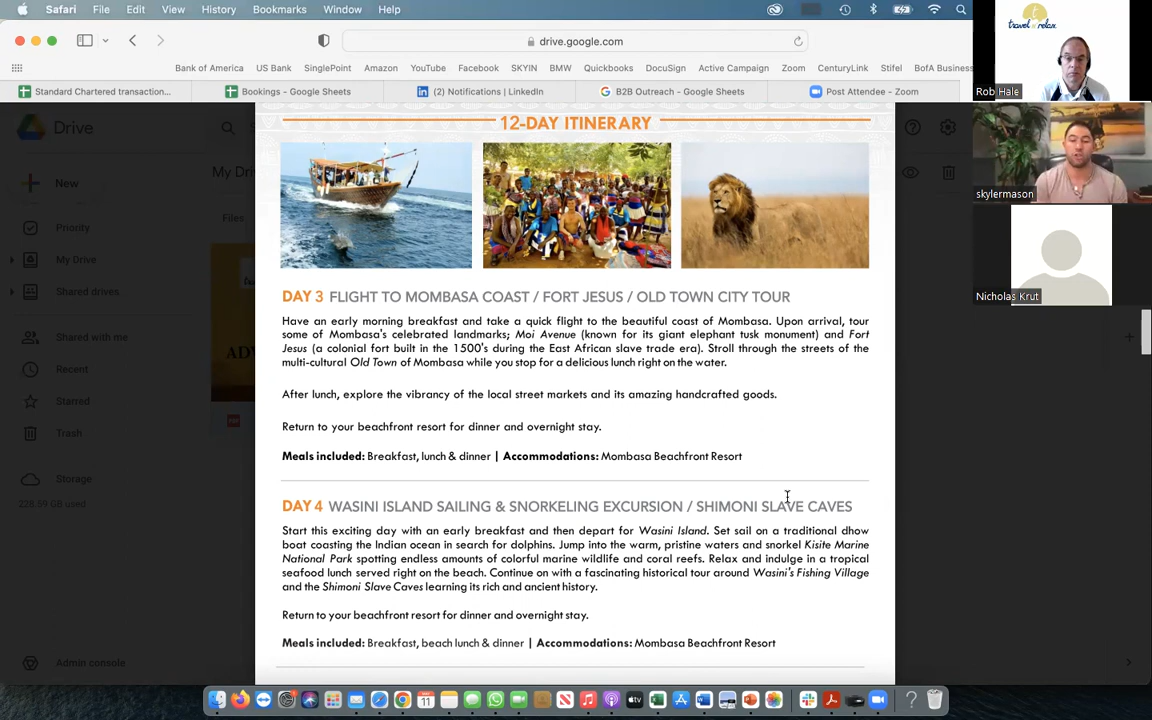 Safari File Edit View History Bookmarks Window Help
drive.google.com
Bank of America US Bank SinglePoint Amazon YouTube Facebook SKYIN BMW Quickbooks DocuSign Active Campaign Zoom CenturyLink Stifel BofA Business
Standard Chartered transaction... Bookings - Google Sheets (2) Notifications | LinkedIn B2B Outreach - Google Sheets Post Attendee - Zoom
travel relax
Rob Hale
skylermason
Nicholas Krut
Drive
New
My Dri
Priority
Files
My Drive
Shared drives
Shared with me
Recent
Starred
Trash
Storage
228.59 GB used
Admin console
ADV
12-DAY ITINERARY
DAY 3 FLIGHT TO MOMBASA COAST / FORT JESUS / OLD TOWN CITY TOUR
Have an early morning breakfast and take a quick flight to the beautiful coast of Mombasa. Upon arrival, tour
some of Mombasa's celebrated landmarks; Moi Avenue (known for its giant elephant tusk monument) and Fort
Jesus (a colonial fort built in the 1500's during the East African slave trade era). Stroll through the streets of the
multi-cultural Old Town of Mombasa while you stop for a delicious lunch right on the water.
After lunch, explore the vibrancy of the local street markets and its amazing handcrafted goods.
Return to your beachfront resort for dinner and overnight stay.
Meals included: Breakfast, lunch & dinner | Accommodations: Mombasa Beachfront Resort
DAY 4 WASINI ISLAND SAILING & SNORKELING EXCURSION / SHIMONI SLAVE CAVES
Start this exciting day with an early breakfast and then depart for Wasini Island. Set sail on a traditional dhow
boat coasting the Indian ocean in search for dolphins. Jump into the warm, pristine waters and snorkel Kisite Marine
National Park spotting endless amounts of colorful marine wildlife and coral reefs. Relax and indulge in a tropical
seafood lunch served right on the beach. Continue on with a fascinating historical tour around Wasini's Fishing Village
and the Shimoni Slave Caves learning its rich and ancient history.
Return to your beachfront resort for dinner and overnight stay.
Meals included: Breakfast, beach lunch & dinner | Accommodations: Mombasa Beachfront Resort